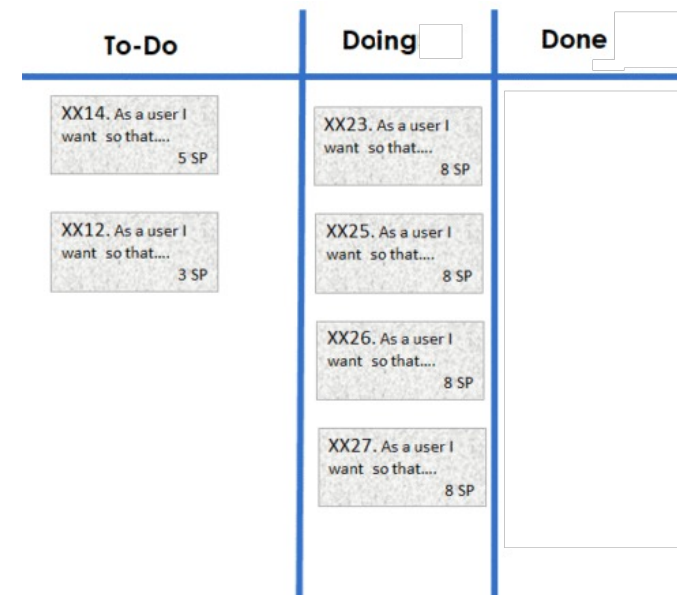 To-Do
Doing
Done
XX14. As a user I
want so that....
5 SP
XX12. As a user I
want so that....
3 SP
XX23. As a user I
want so that....
8 SP
XX25. As a user I
want so that....
8 SP
XX26. As a user I
want so that....
8 SP
XX27. As a user I
want so that....
8 SP